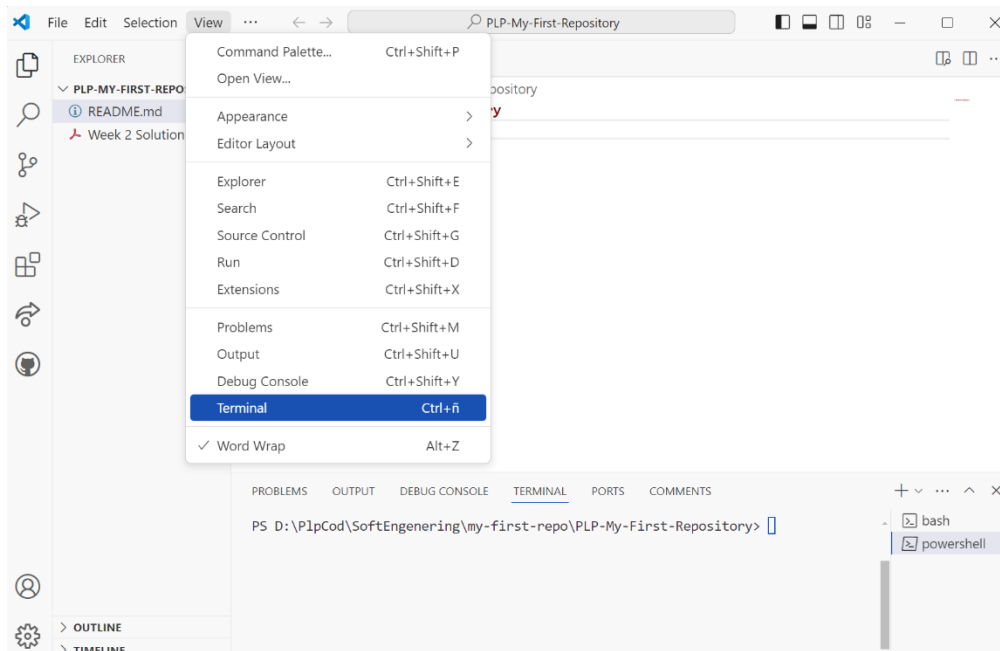 File Edit Selection View ··· PLP-My-First-Repository
EXPLORER
PLP-MY-FIRST-REPO
README.md
Week 2 Solution
Command Palette... Ctrl+Shift+P
Open View...
Appearance
Editor Layout
Explorer Ctrl+Shift+E
Search Ctrl+Shift+F
Source Control Ctrl+Shift+G
Run Ctrl+Shift+D
Extensions Ctrl+Shift+X
Problems Ctrl+Shift+M
Output Ctrl+Shift+U
Debug Console Ctrl+Shift+Y
Terminal Ctrl+ñ
Word Wrap Alt+Z
pository
y
PROBLEMS OUTPUT DEBUG CONSOLE TERMINAL PORTS COMMENTS
PS D:\PlpCod\SoftEngenering\my-first-repo\PLP-My-First-Repository>
bash
powershell
OUTLINE
TIMELINE